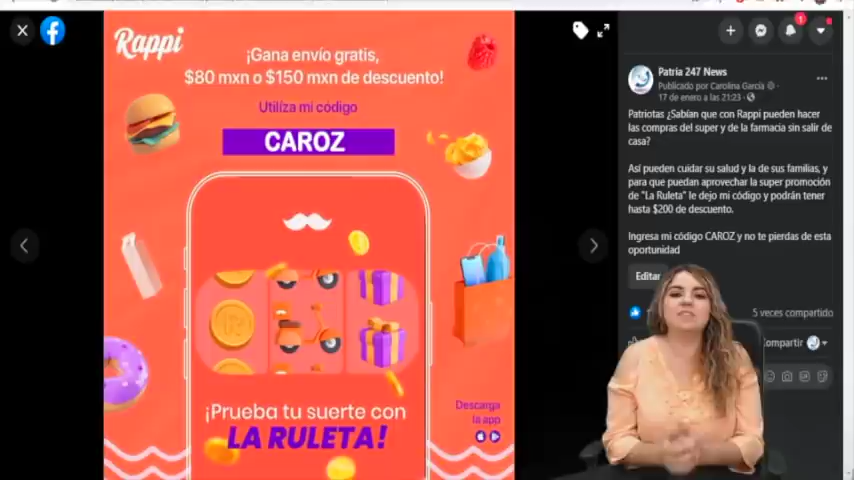 Rappi
¡Gana envío gratis,
$80 mxn o $150 mxn de descuento!
Utiliza mi código
CAROZ
¡Prueba tu suerte con
LA RULETA!
Descarga
la app
1
Patria 247 News
Publicado por Carolina García
17 de enero a las 21:23
Patriotas ¿Sabían que con Rappi pueden hacer
las compras del super y de la farmacia sin salir de
casa?
Así pueden cuidar su salud y la de sus familias, y
para que puedan aprovechar la super promoción
de "La Ruleta" le dejo mi código y podrán tener
hasta $200 de descuento.
Ingresa mi código CAROZ y no te pierdas de esta
oportunidad
Editar
5 veces compartido